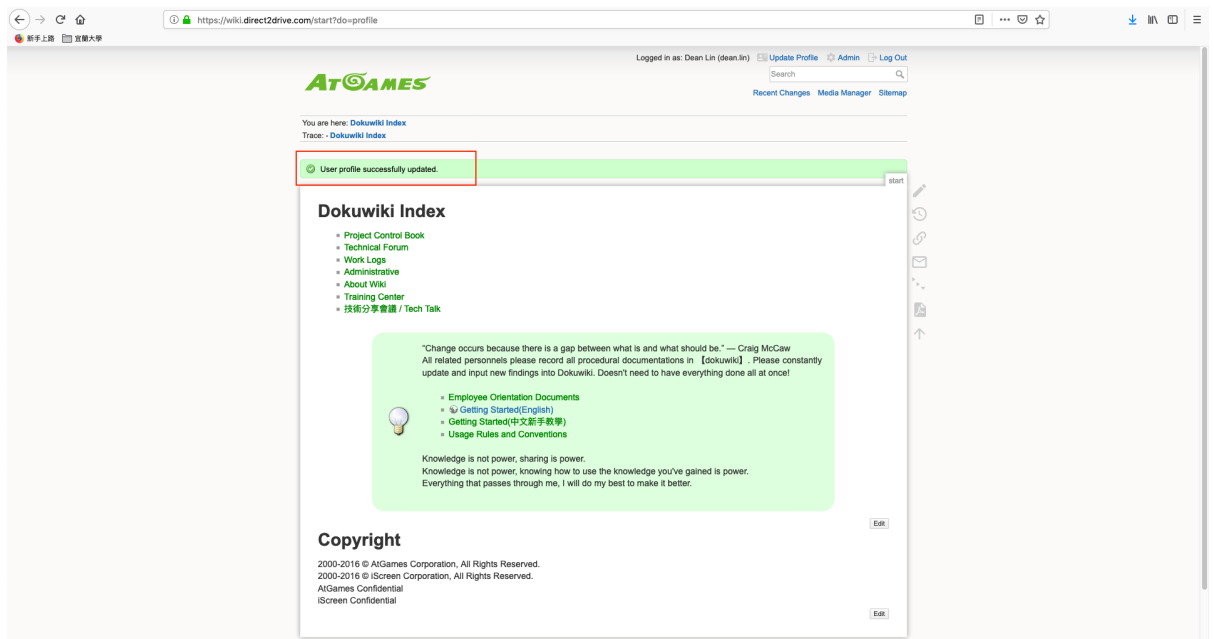 https://wiki.direct2drive.com/start?do=profile
新手上路 宜蘭大學
Logged in as: Dean Lin (dean.lin) Update Profile Admin Log Out
ATGAMES
Search
Recent Changes Media Manager Sitemap
You are here: Dokuwiki Index
Trace: - Dokuwiki Index
User profile successfully updated.
start
Dokuwiki Index
Project Control Book
Technical Forum
Work Logs
Administrative
About Wiki
Training Center
技術分享會議 / Tech Talk
"Change occurs because there is a gap between what is and what should be." — Craig McCaw
All related personnels please record all procedural documentations in 【dokuwiki】. Please constantly
update and input new findings into Dokuwiki. Doesn't need to have everything done all at once!
Employee Orientation Documents
Getting Started(English)
Getting Started(中文新手教學)
Usage Rules and Conventions
Knowledge is not power, sharing is power.
Knowledge is not power, knowing how to use the knowledge you've gained is power.
Everything that passes through me, I will do my best to make it better.
Edit
Copyright
2000-2016 © AtGames Corporation, All Rights Reserved.
2000-2016 © iScreen Corporation, All Rights Reserved.
AtGames Confidential
iScreen Confidential
Edit